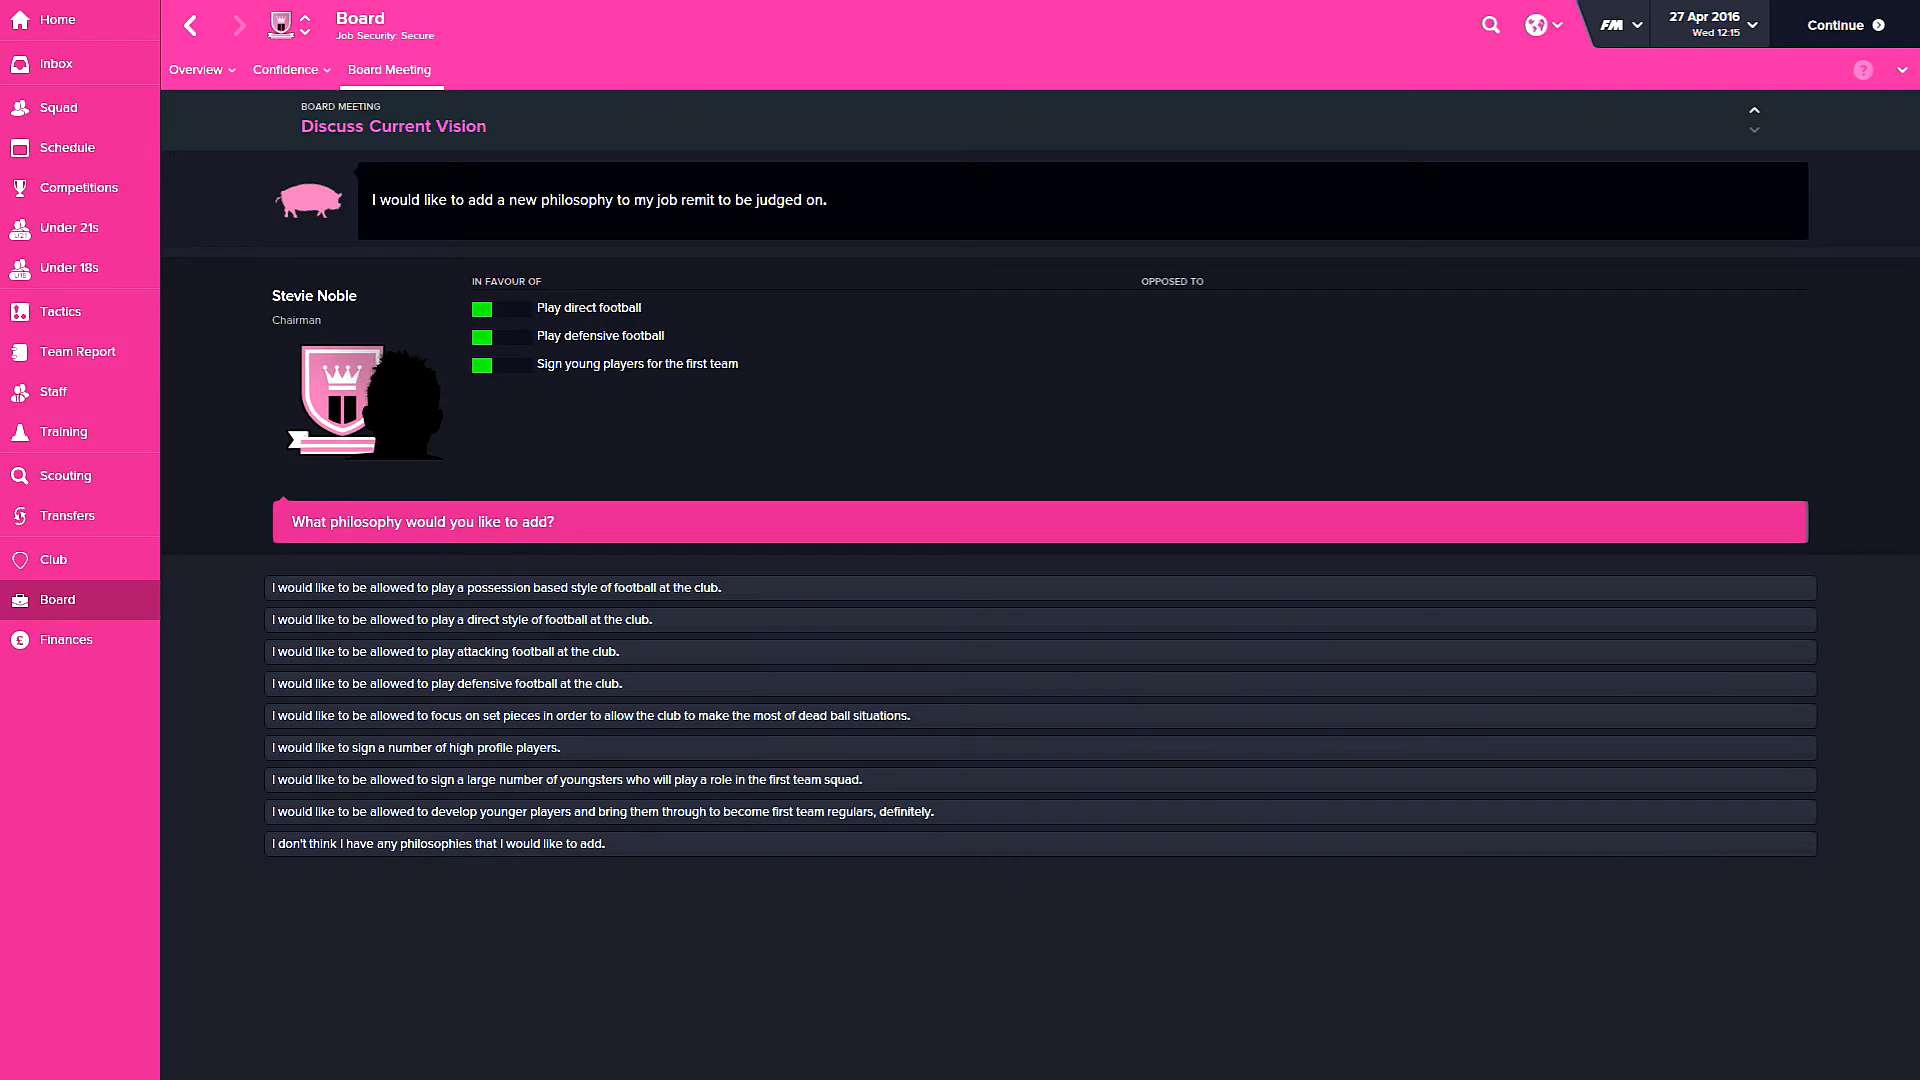 Home
Inbox
Squad
Schedule
Competitions
Under 21s
Under 18s
Tactics
Team Report
Staff
Training
Scouting
Transfers
Club
Board
Finances
Board
Job Security: Secure
FM
27 Apr 2016
Wed 12:15
Continue
Overview
Confidence
Board Meeting
?
BOARD MEETING
Discuss Current Vision
I would like to add a new philosophy to my job remit to be judged on.
Stevie Noble
Chairman
IN FAVOUR OF
Play direct football
Play defensive football
Sign young players for the first team
OPPOSED TO
What philosophy would you like to add?
I would like to be allowed to play a possession based style of football at the club.
I would like to be allowed to play a direct style of football at the club.
I would like to be allowed to play attacking football at the club.
I would like to be allowed to play defensive football at the club.
I would like to be allowed to focus on set pieces in order to allow the club to make the most of dead ball situations.
I would like to sign a number of high profile players.
I would like to be allowed to sign a large number of youngsters who will play a role in the first team squad.
I would like to be allowed to develop younger players and bring them through to become first team regulars, definitely.
I don't think I have any philosophies that I would like to add.